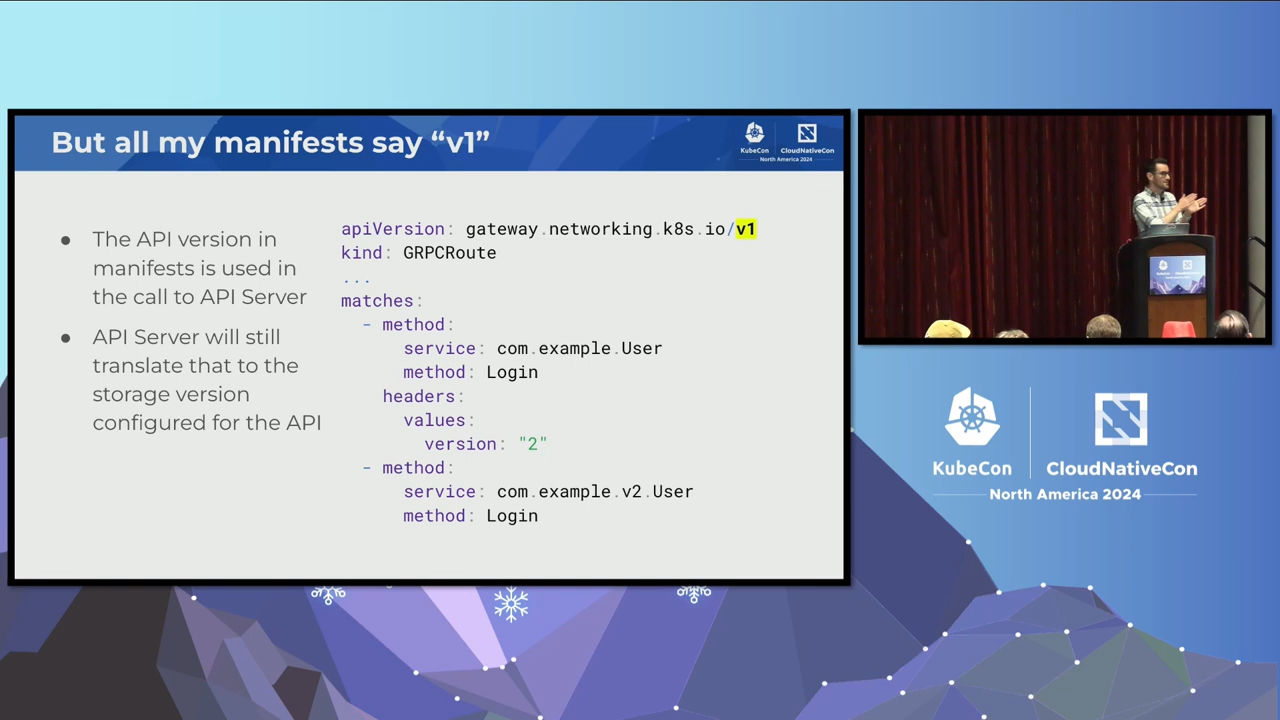 But all my manifests say “v1”
KubeCon
CloudNativeCon
North America 2024
● The API version in
manifests is used in
the call to API Server
● API Server will still
translate that to the
storage version
configured for the API
apiVersion: gateway.networking.k8s.io/v1
kind: GRPCRoute
...
matches:
- method:
service: com.example.User
method: Login
headers:
values:
version: "2"
- method:
service: com.example.v2.User
method: Login
KubeCon
CloudNativeCon
North America 2024